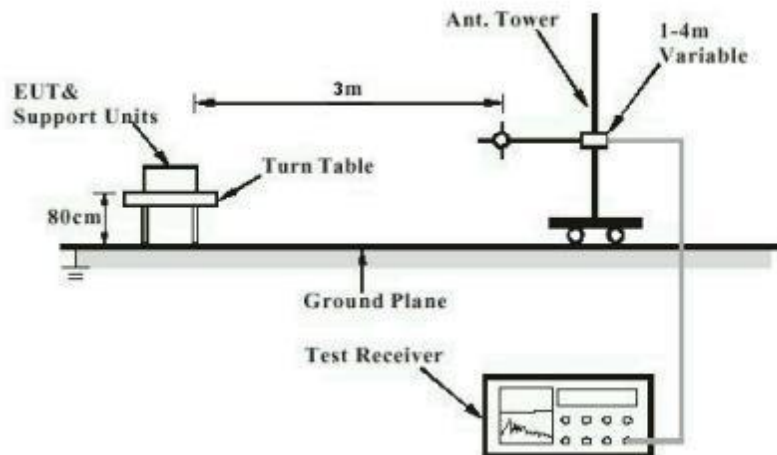 Ant. Tower
1-4m
Variable
EUT&
Support Units
3m
Turn Table
80cm
Ground Plane
Test Receiver